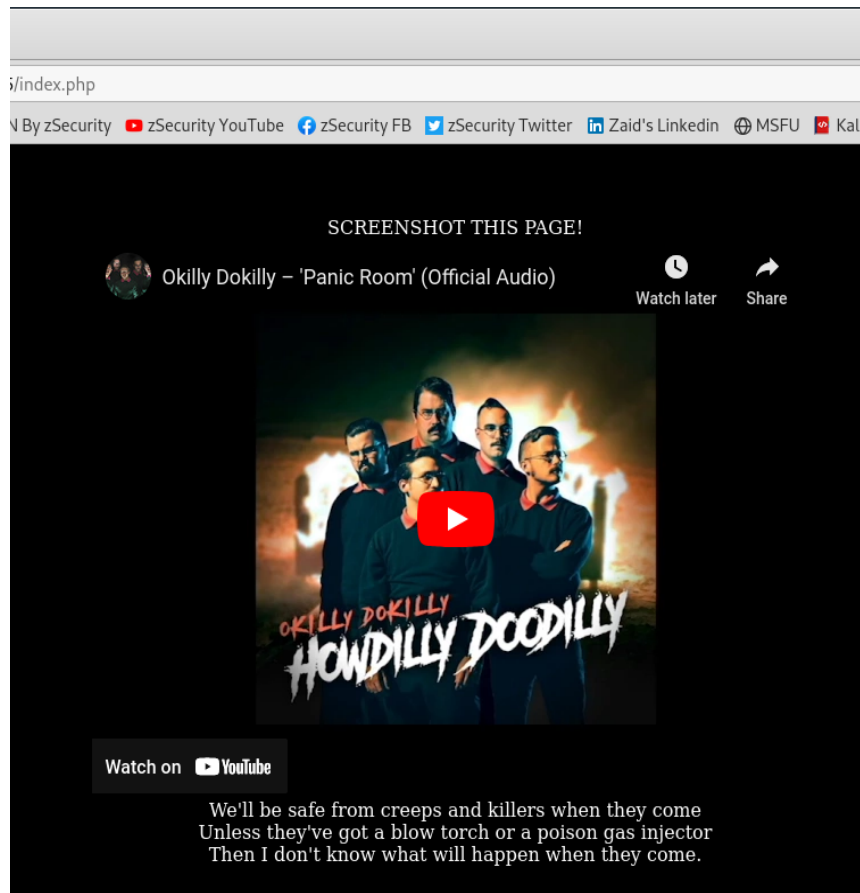 /index.php
N By zSecurity zSecurity YouTube zSecurity FB zSecurity Twitter Zaid's Linkedin MSFU Kal
SCREENSHOT THIS PAGE!
Okilly Dokilly – 'Panic Room' (Official Audio)
Watch later Share
OKILLY DOKILLY
HOWDILLY DOODILLY
Watch on YouTube
We'll be safe from creeps and killers when they come
Unless they've got a blow torch or a poison gas injector
Then I don't know what will happen when they come.